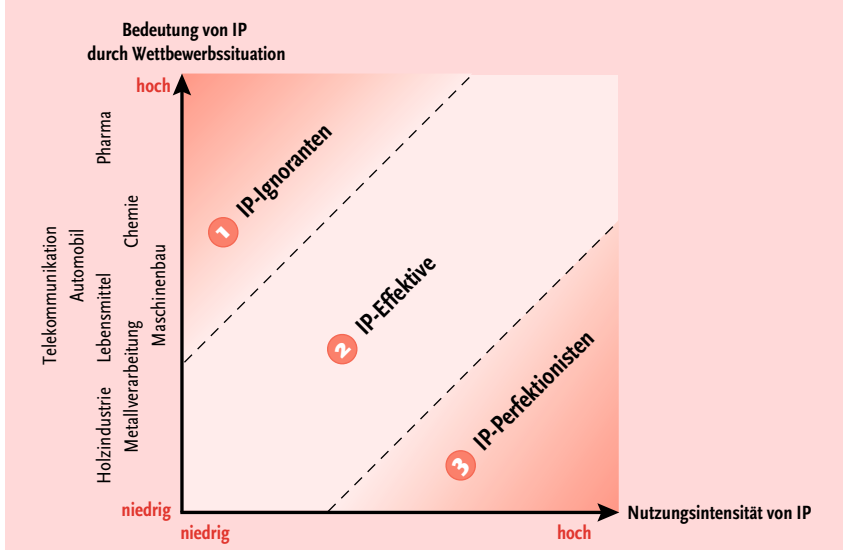 Bedeutung von IP
durch Wettbewerbssituation
hoch
Pharma
Chemie
Telekommunikation
Automobil
Maschinenbau
Lebensmittel
Metallverarbeitung
Holzindustrie
1 IP-Ignoranten
2 IP-Effektive
3 IP-Perfektionisten
niedrig
Nutzungsintensität von IP
niedrig
hoch